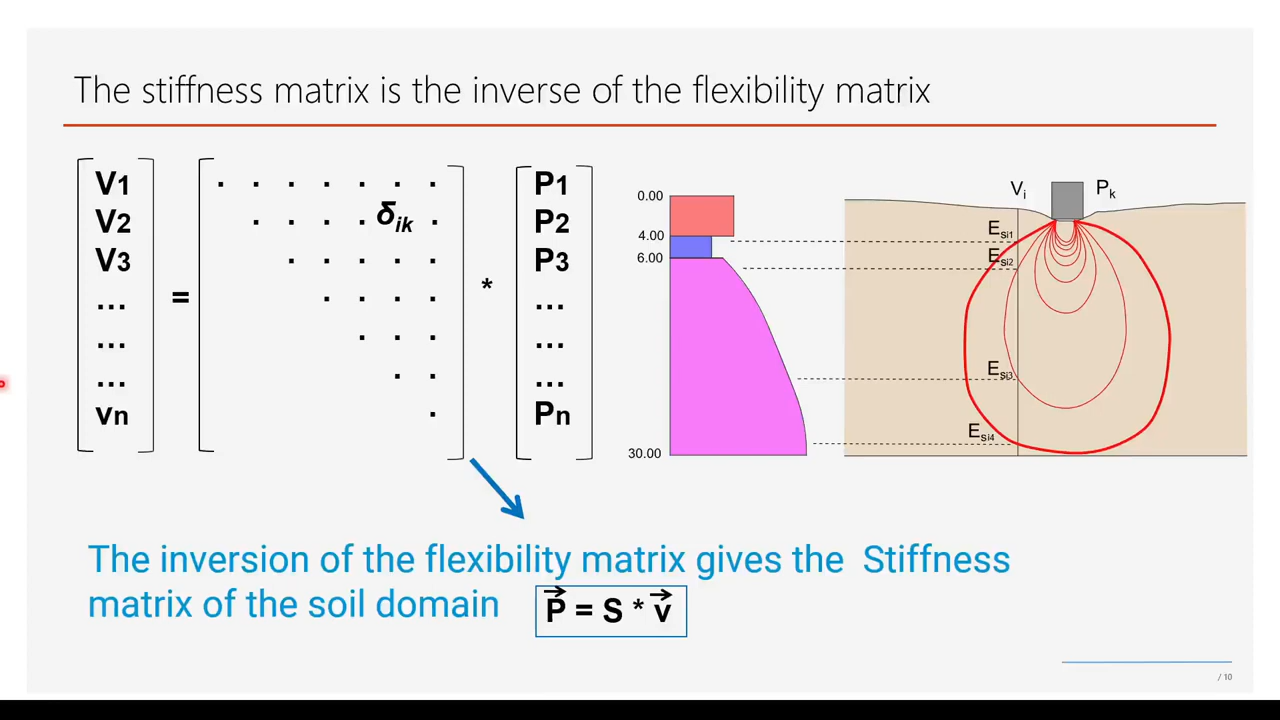 The stiffness matrix is the inverse of the flexibility matrix
V1
V2
V3
...
...
...
vn
=
δik
*
P1
P2
P3
...
...
...
Pn
0.00
4.00
6.00
30.00
Vi
Pk
Esi1
Esi2
Esi3
Esi4
The inversion of the flexibility matrix gives the Stiffness
matrix of the soil domain
P = S * v
/ 10